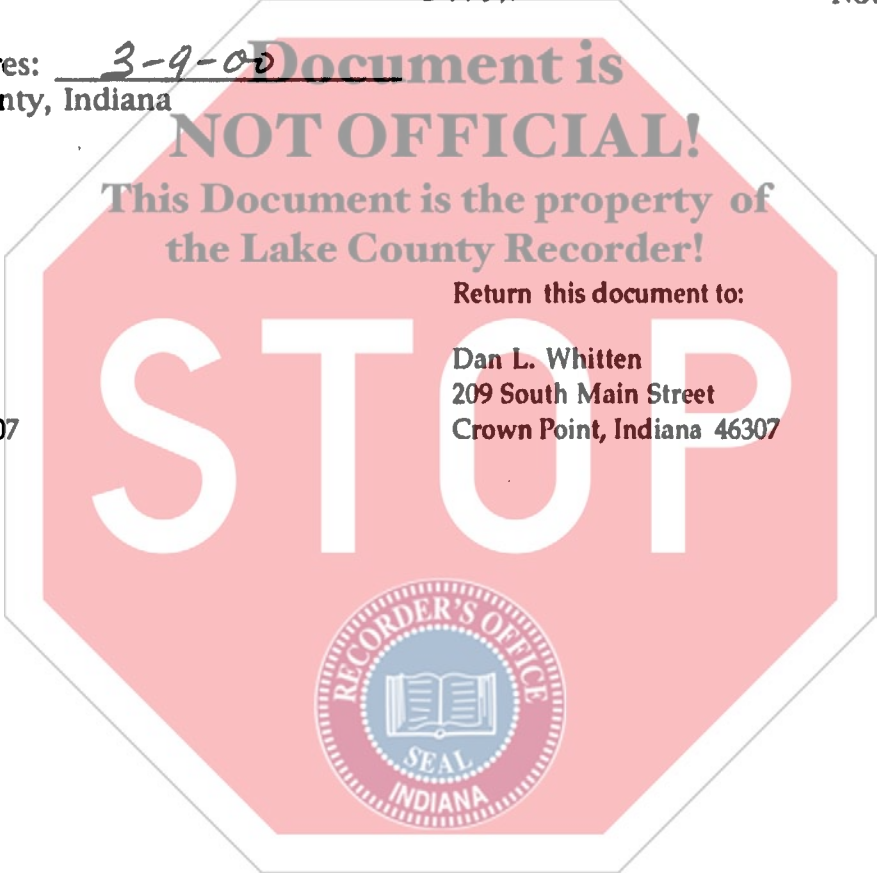 es: 3-9-00
nty, Indiana
Document is
NOT OFFICIAL!
This Document is the property of
the Lake County Recorder!
Return this document to:
Dan L. Whitten
209 South Main Street
Crown Point, Indiana 46307
07
STOP
RECORDER'S OFFICE
SEAL
INDIANA